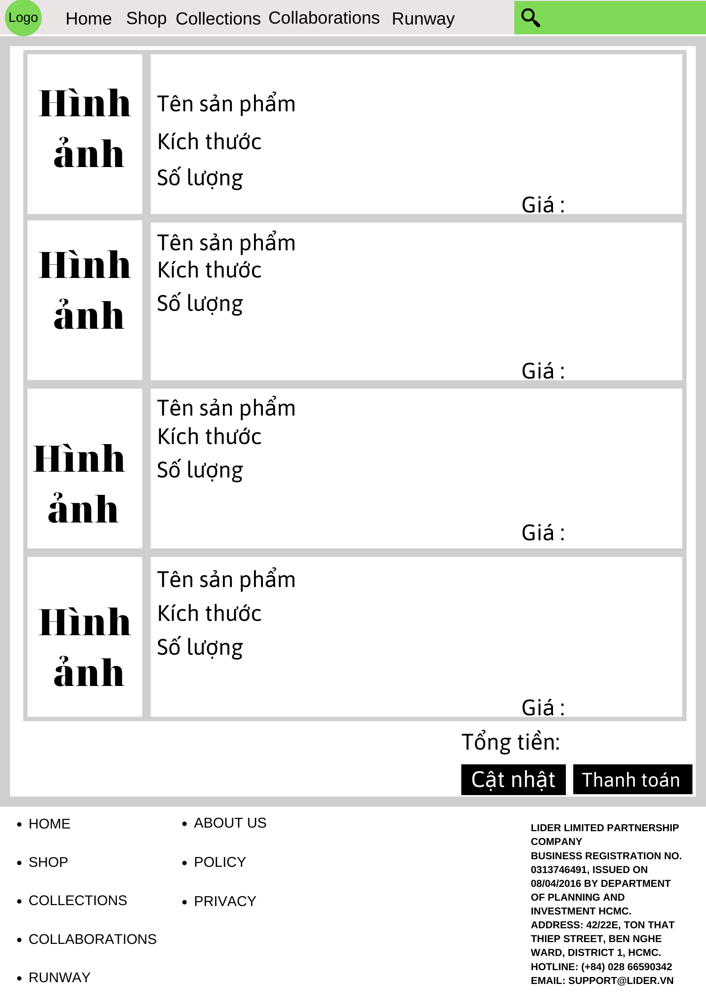 Logo Home Shop Collections Collaborations Runway
Hình
ảnh
Tên sản phẩm
Kích thước
Số lượng
Giá :
Hình
ảnh
Tên sản phẩm
Kích thước
Số lượng
Giá :
Hình
ảnh
Tên sản phẩm
Kích thước
Số lượng
Giá :
Hình
ảnh
Tên sản phẩm
Kích thước
Số lượng
Giá :
Tổng tiền:
Cật nhật Thanh toán
• HOME
• SHOP
• COLLECTIONS
• COLLABORATIONS
• RUNWAY
• ABOUT US
• POLICY
• PRIVACY
LIDER LIMITED PARTNERSHIP
COMPANY
BUSINESS REGISTRATION NO.
0313746491, ISSUED ON
08/04/2016 BY DEPARTMENT
OF PLANNING AND
INVESTMENT HCMC.
ADDRESS: 42/22E, TON THAT
THIEP STREET, BEN NGHE
WARD, DISTRICT 1, HCMC.
HOTLINE: (+84) 028 66590342
EMAIL: SUPPORT@LIDER.VN